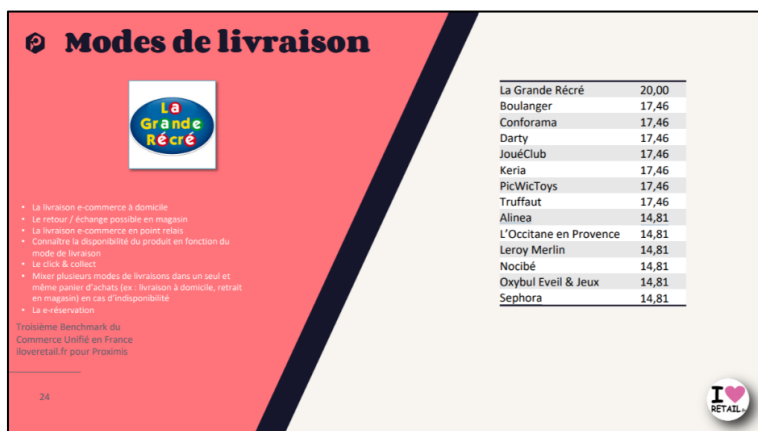 Modes de livraison
La
Grande
Récré
• La livraison e-commerce à domicile
• Le retour / échange possible en magasin
• La livraison e-commerce en point relais
• Connaître la disponibilité du produit en fonction du
mode de livraison
• Le click & collect
• Mixer plusieurs modes de livraisons dans un seul et
même panier d'achats (ex : livraison à domicile, retrait
en magasin) en cas d'indisponibilité
• La e-réservation
Troisième Benchmark du
Commerce Unifié en France
iloveretail.fr pour Proximis
24
La Grande Récré 20,00
Boulanger 17,46
Conforama 17,46
Darty 17,46
JouéClub 17,46
Keria 17,46
PicWicToys 17,46
Truffaut 17,46
Alinea 14,81
L'Occitane en Provence 14,81
Leroy Merlin 14,81
Nocibé 14,81
Oxybul Eveil & Jeux 14,81
Sephora 14,81
I
RETAIL